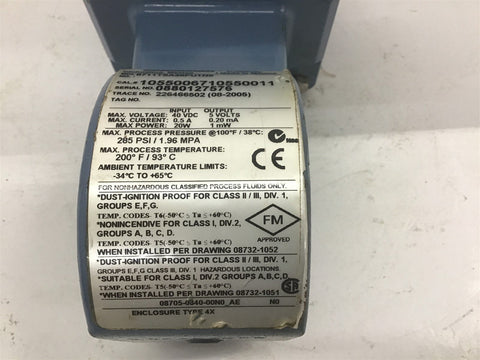 CAL.# 1055006710550011
SERIAL NO. 0880127576
TRACE NO. 226466602 (08-2005)
TAG NO.
INPUT OUTPUT
MAX. VOLTAGE: 40 VDC 5 VOLTS
MAX. CURRENT: 0.5 A 0.20 mA
MAX. POWER: 20W 1 mW
MAX. PROCESS PRESSURE @100°F / 38°C:
285 PSI / 1.96 MPA
MAX. PROCESS TEMPERATURE:
200° F / 93° C
AMBIENT TEMPERATURE LIMITS:
-34°C TO +65°C
CE
FOR NONHAZARDOUS CLASSIFIED PROCESS FLUIDS ONLY.
*DUST-IGNITION PROOF FOR CLASS II / III, DIV. 1,
GROUPS E,F,G.
TEMP. CODES- T6(-50°C ≤ Ta ≤ +60°C)
*NONINCENDIVE FOR CLASS I, DIV.2,
GROUPS A, B, C, D.
TEMP. CODES- T5(-50°C ≤ Ta ≤ +60°C)
FM
APPROVED
WHEN INSTALLED PER DRAWING 08732-1052
*DUST-IGNITION PROOF FOR CLASS II / III, DIV. 1,
GROUPS E,F,G CLASS III, DIV. 1 HAZARDOUS LOCATIONS.
*SUITABLE FOR CLASS I, DIV.2 GROUPS A,B,C,D,
TEMP. CODES- T5(-50°C ≤ Ta ≤ +60°C)
*WHEN INSTALLED PER DRAWING 08732-1051
08705-0840-00N0_AE N0
ENCLOSURE TYPE 4X